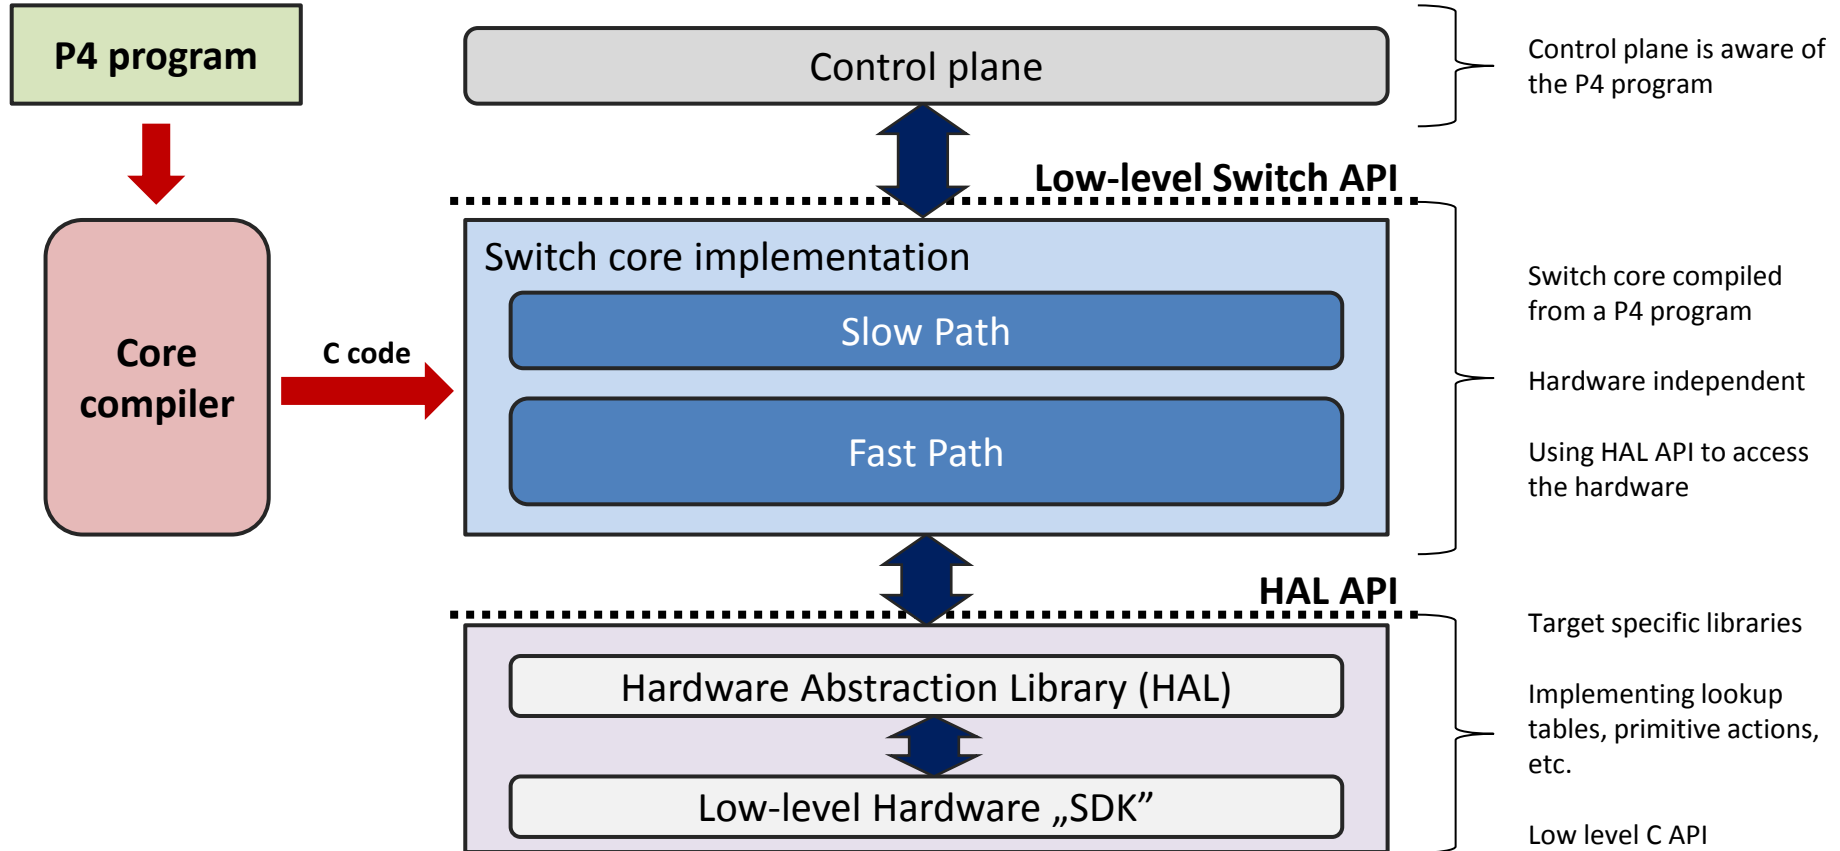 P4 program
Control plane
Control plane is aware of
the P4 program
Low-level Switch API
Core
compiler
C code
Switch core implementation
Slow Path
Fast Path
Switch core compiled
from a P4 program
Hardware independent
Using HAL API to access
the hardware
HAL API
Hardware Abstraction Library (HAL)
Low-level Hardware „SDK”
Target specific libraries
Implementing lookup
tables, primitive actions,
etc.
Low level C API